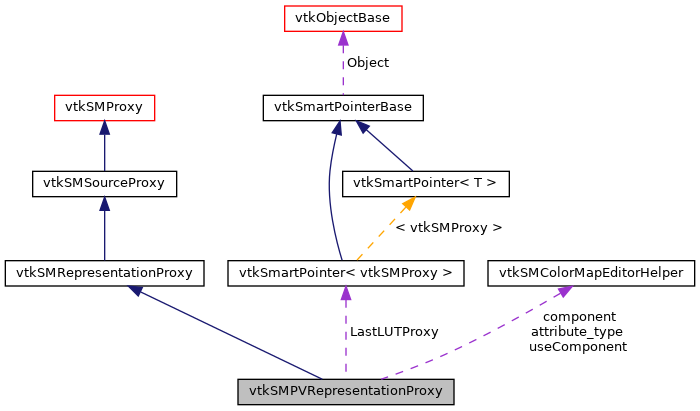 vtkObjectBase
Object
vtkSMProxy
vtkSmartPointerBase
vtkSMSourceProxy
vtkSmartPointer< T >
< vtkSMProxy >
vtkSMRepresentationProxy
vtkSmartPointer< vtkSMProxy >
vtkSMColorMapEditorHelper
LastLUTProxy
component
attribute_type
useComponent
vtkSMPVRepresentationProxy